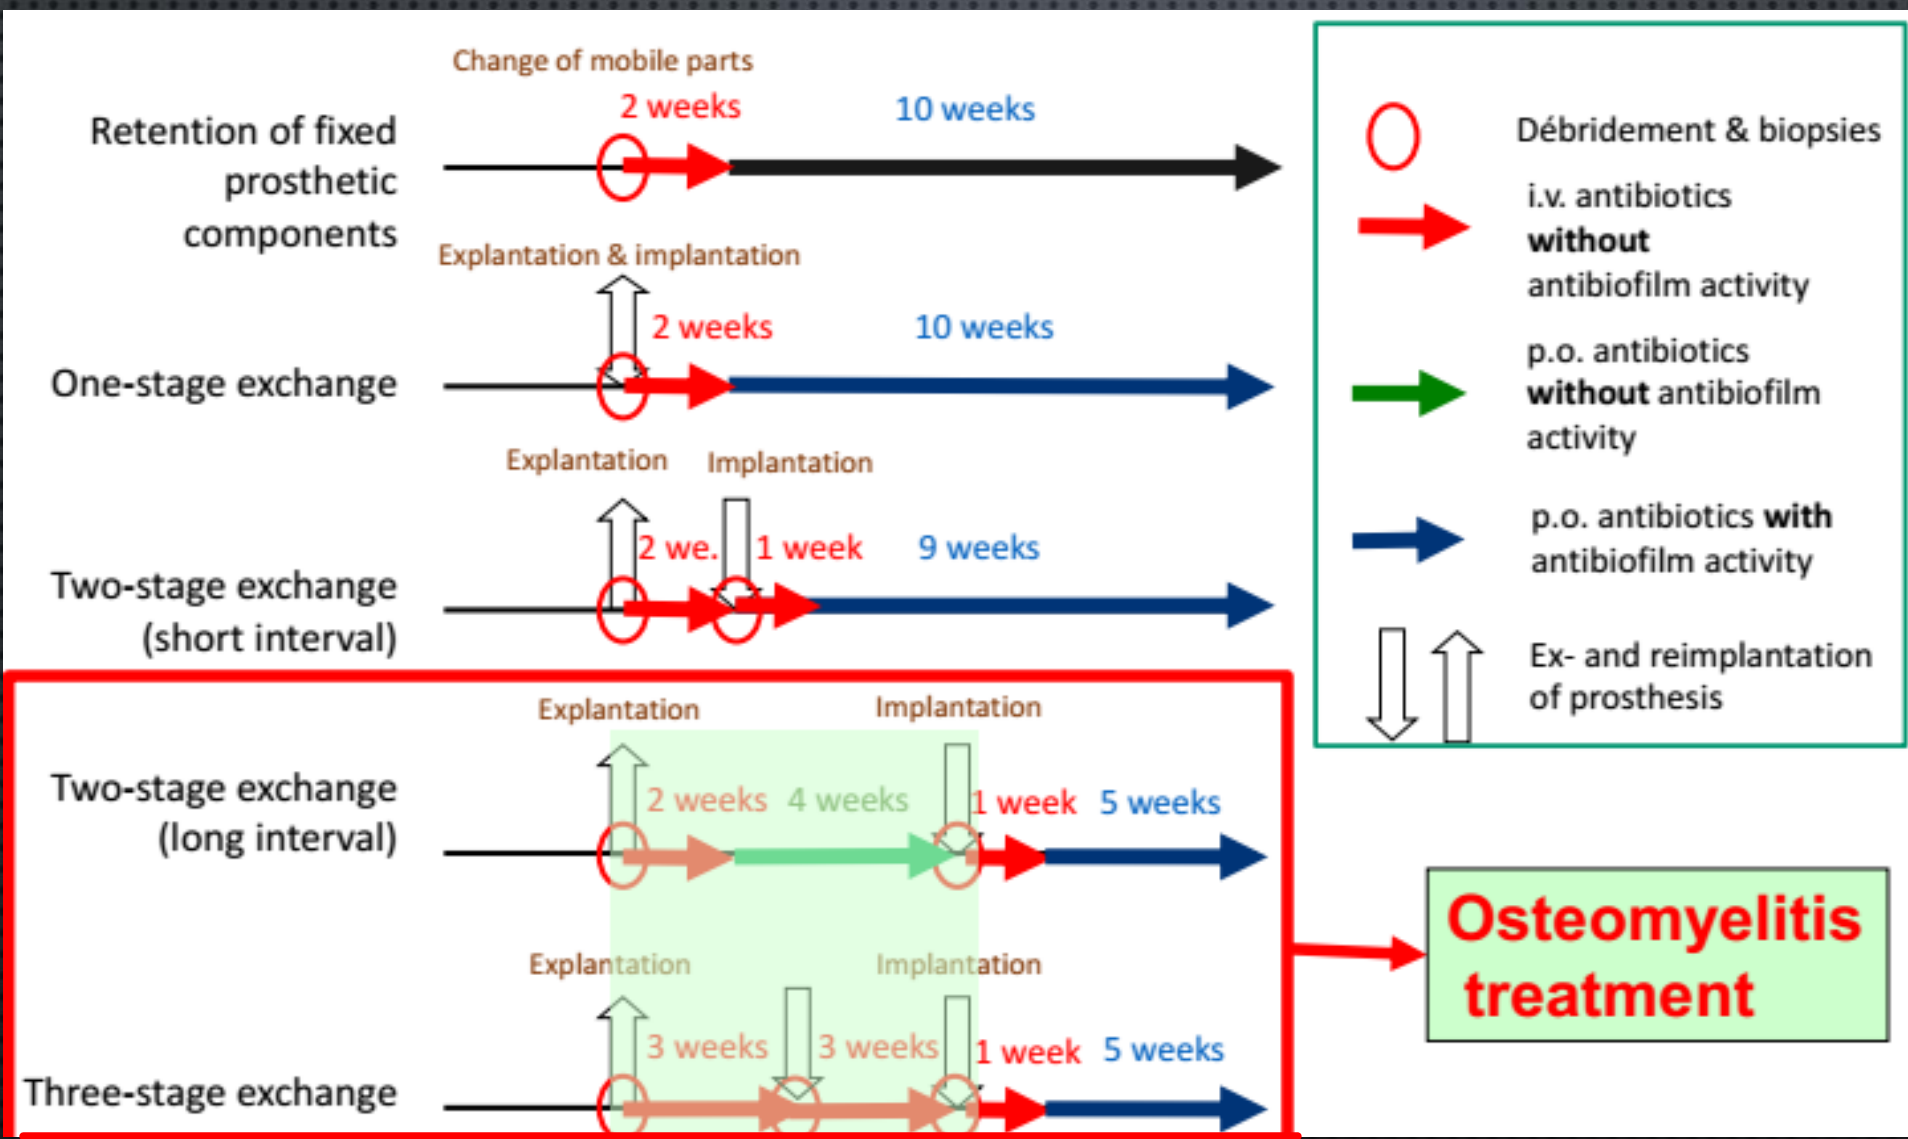 Change of mobile parts
2 weeks
10 weeks
Retention of fixed
prosthetic
components
Explantation & implantation
2 weeks
10 weeks
One-stage exchange
Explantation
Implantation
2 we.
1 week
9 weeks
Two-stage exchange
(short interval)
Explantation
Implantation
Two-stage exchange
(long interval)
2 weeks
4 weeks
1 week
5 weeks
Explantation
Implantation
3 weeks
3 weeks
1 week
5 weeks
Three-stage exchange
Débridement & biopsies
i.v. antibiotics
without
antibiofilm activity
p.o. antibiotics
without antibiofilm
activity
p.o. antibiotics with
antibiofilm activity
Ex- and reimplantation
of prosthesis
Osteomyelitis
treatment